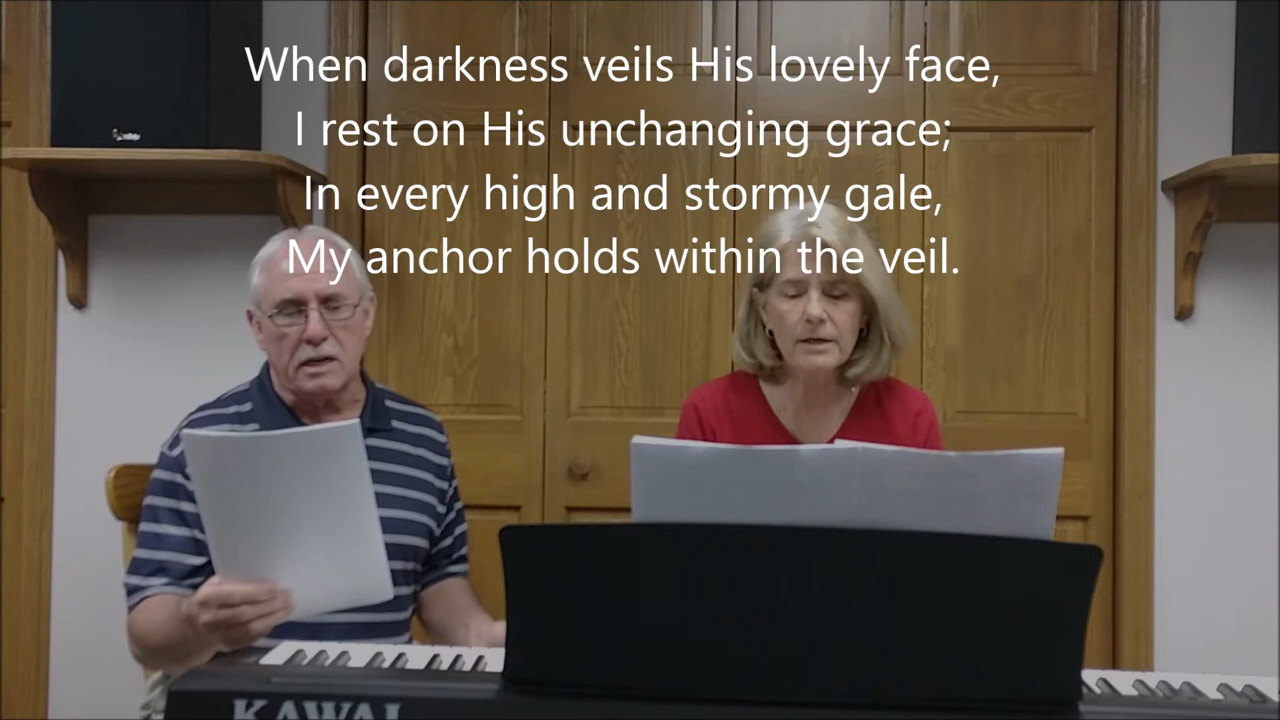 When darkness veils His lovely face,
I rest on His unchanging grace;
In every high and stormy gale,
My anchor holds within the veil.
KAWAI